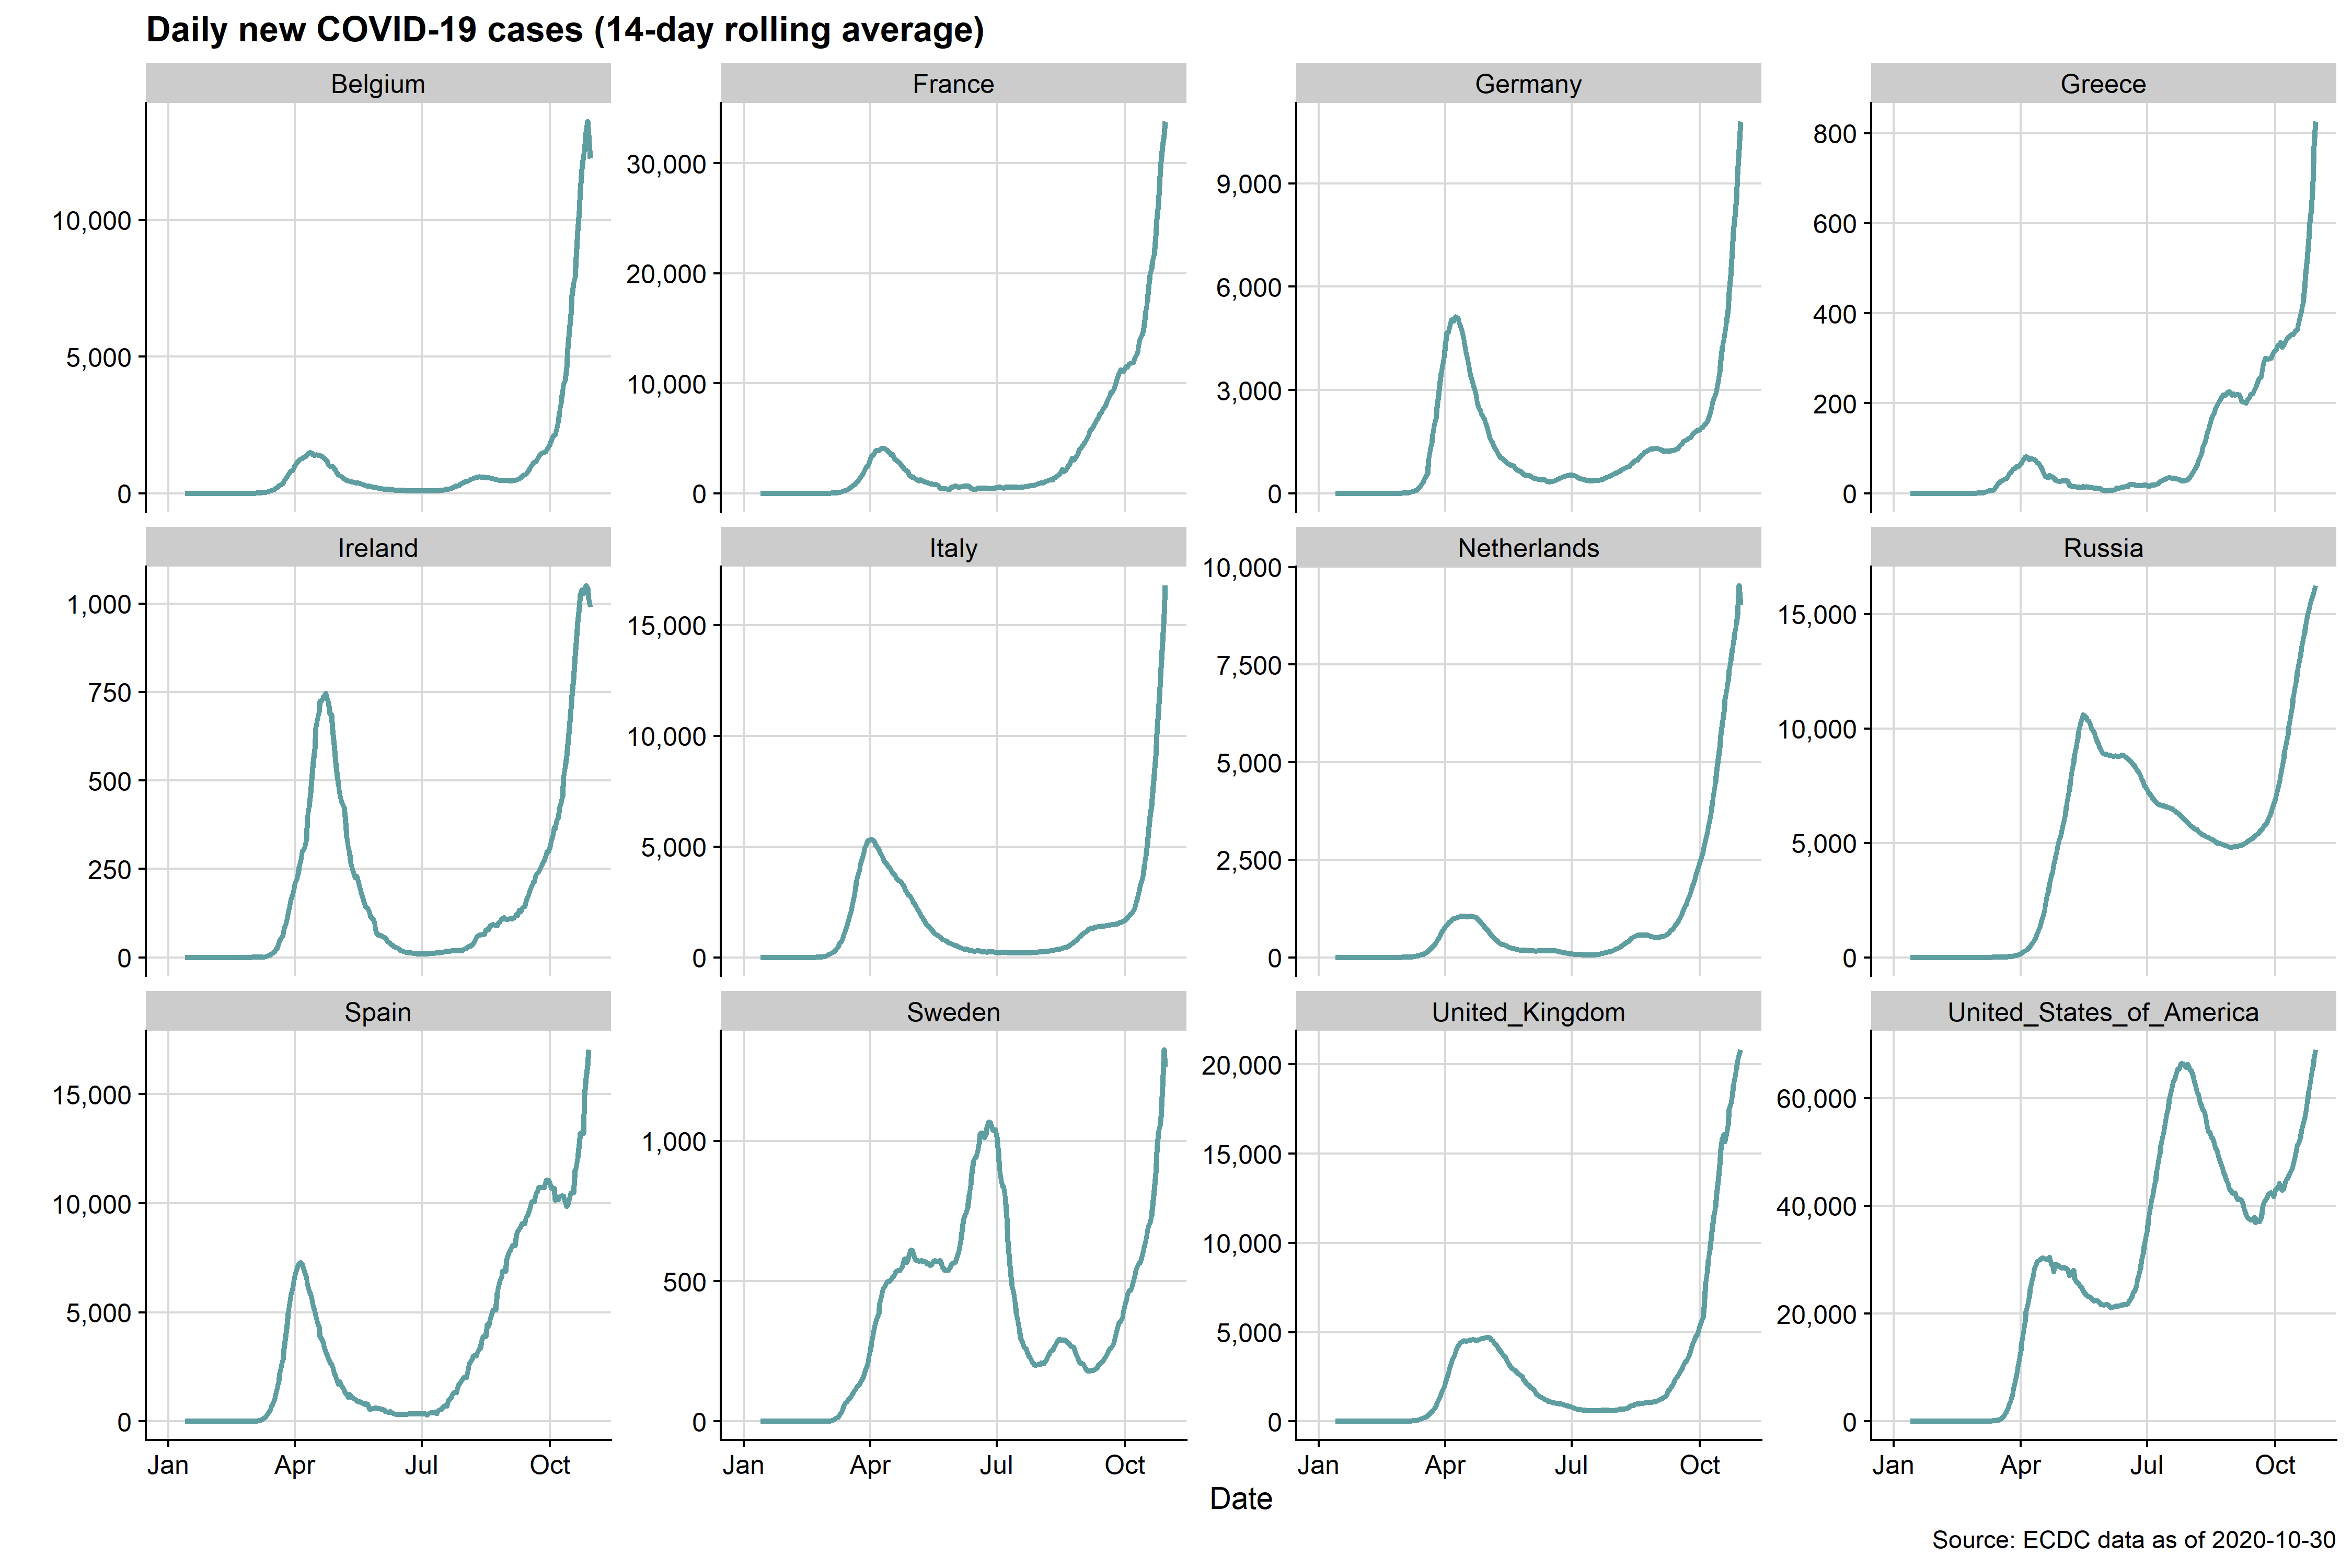 Daily new COVID-19 cases (14-day rolling average)
Belgium
France
Germany
Greece
10,000
5,000
0
30,000
20,000
10,000
0
9,000
6,000
3,000
0
800
600
400
200
0
Ireland
Italy
Netherlands
Russia
1,000
750
500
250
0
15,000
10,000
5,000
0
10,000
7,500
5,000
2,500
0
15,000
10,000
5,000
0
Spain
Sweden
United_Kingdom
United_States_of_America
15,000
10,000
5,000
0
1,000
500
0
20,000
15,000
10,000
5,000
0
60,000
40,000
20,000
0
Jan Apr Jul Oct
Jan Apr Jul Oct
Jan Apr Jul Oct
Jan Apr Jul Oct
Date
Source: ECDC data as of 2020-10-30